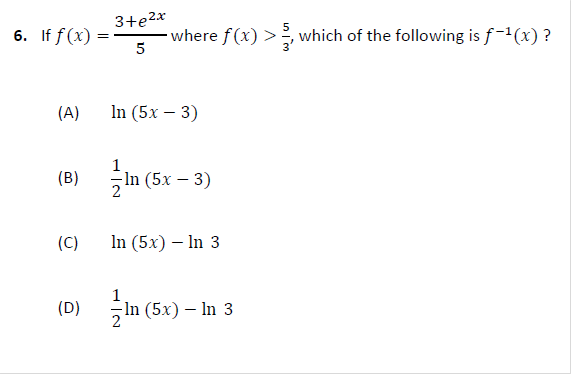 6. If f(x) = (3+e^(2x))/5 where f(x) > 5/3, which of the following is f⁻¹(x) ?
(A) ln (5x − 3)
(B) 1/2 ln (5x − 3)
(C) ln (5x) − ln 3
(D) 1/2 ln (5x) − ln 3